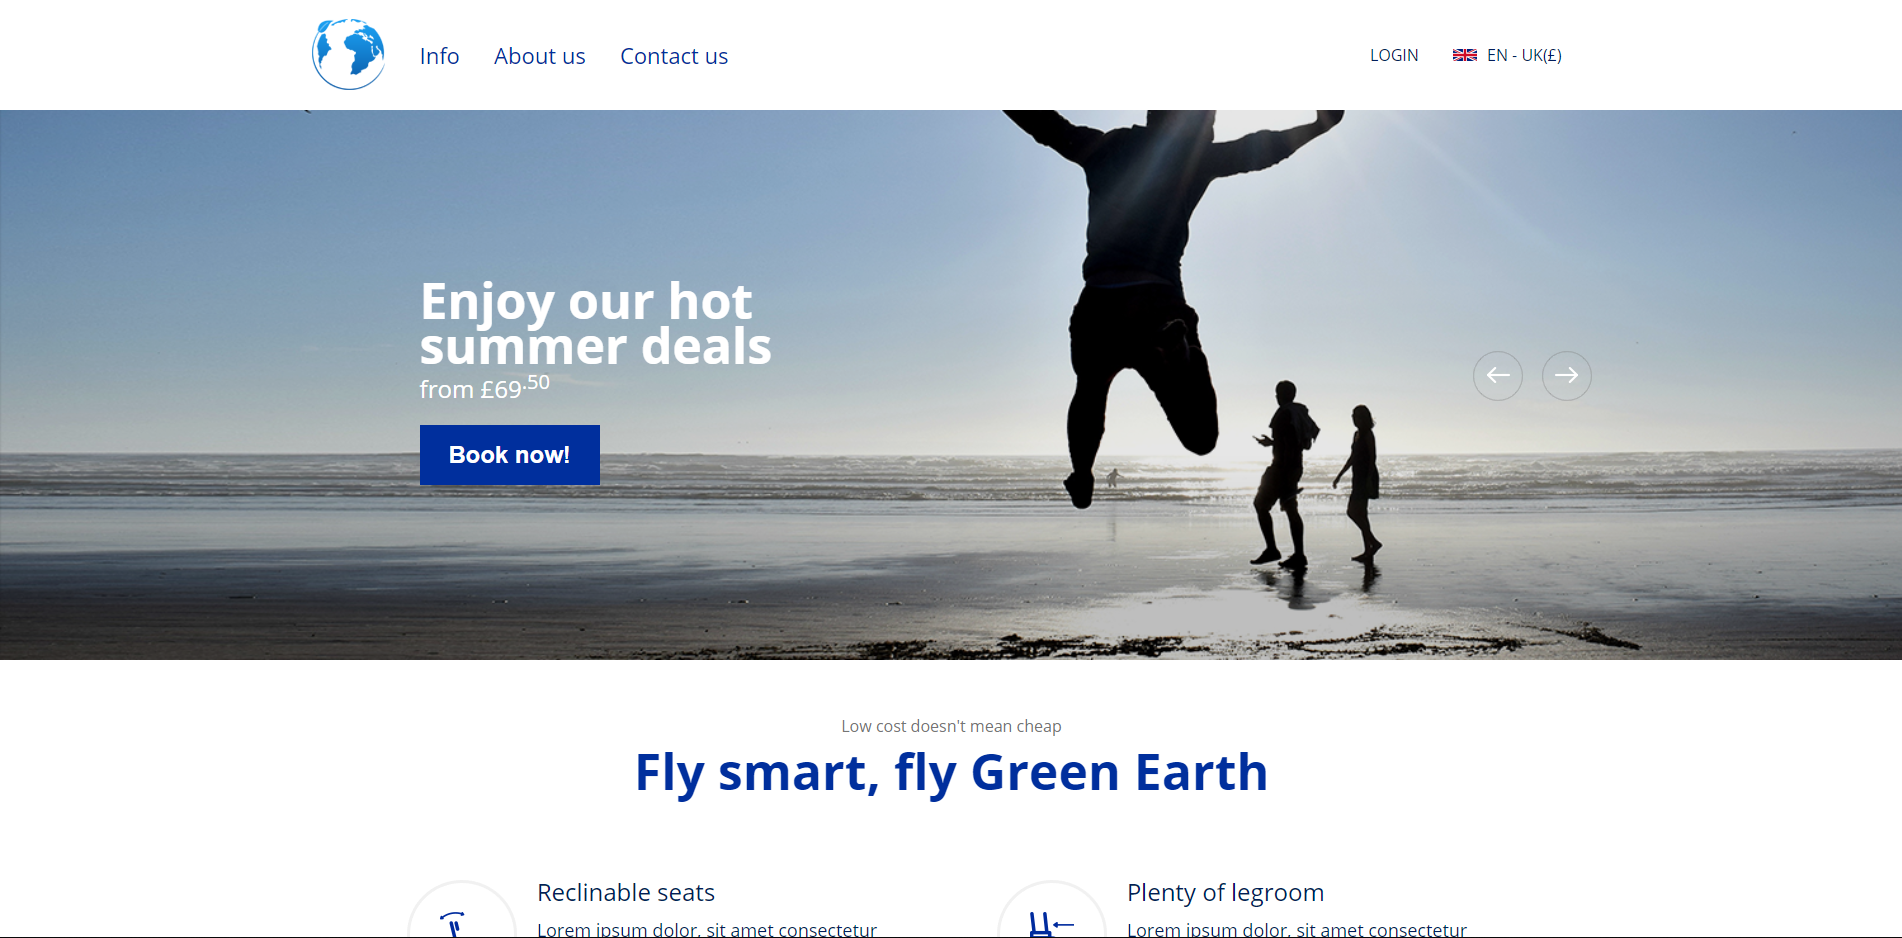 Info
About us
Contact us
LOGIN
EN - UK(£)
Enjoy our hot
summer deals
from £69.50
Book now!
Low cost doesn't mean cheap
Fly smart, fly Green Earth
Reclinable seats
Lorem ipsum dolor, sit amet consectetur
Plenty of legroom
Lorem ipsum dolor, sit amet consectetur